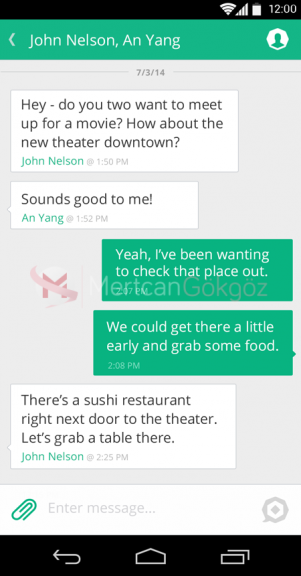 12:00
John Nelson, An Yang
7/3/14
Hey - do you two want to meet
up for a movie? How about the
new theater downtown?
John Nelson @ 1:50 PM
Sounds good to me!
An Yang @ 1:52 PM
Yeah, I've been wanting
to check that place out.
2:07 PM
M MertcanGökgöz
We could get there a little
early and grab some food.
2:08 PM
There's a sushi restaurant
right next door to the theater.
Let's grab a table there.
John Nelson @ 2:25 PM
Enter message...